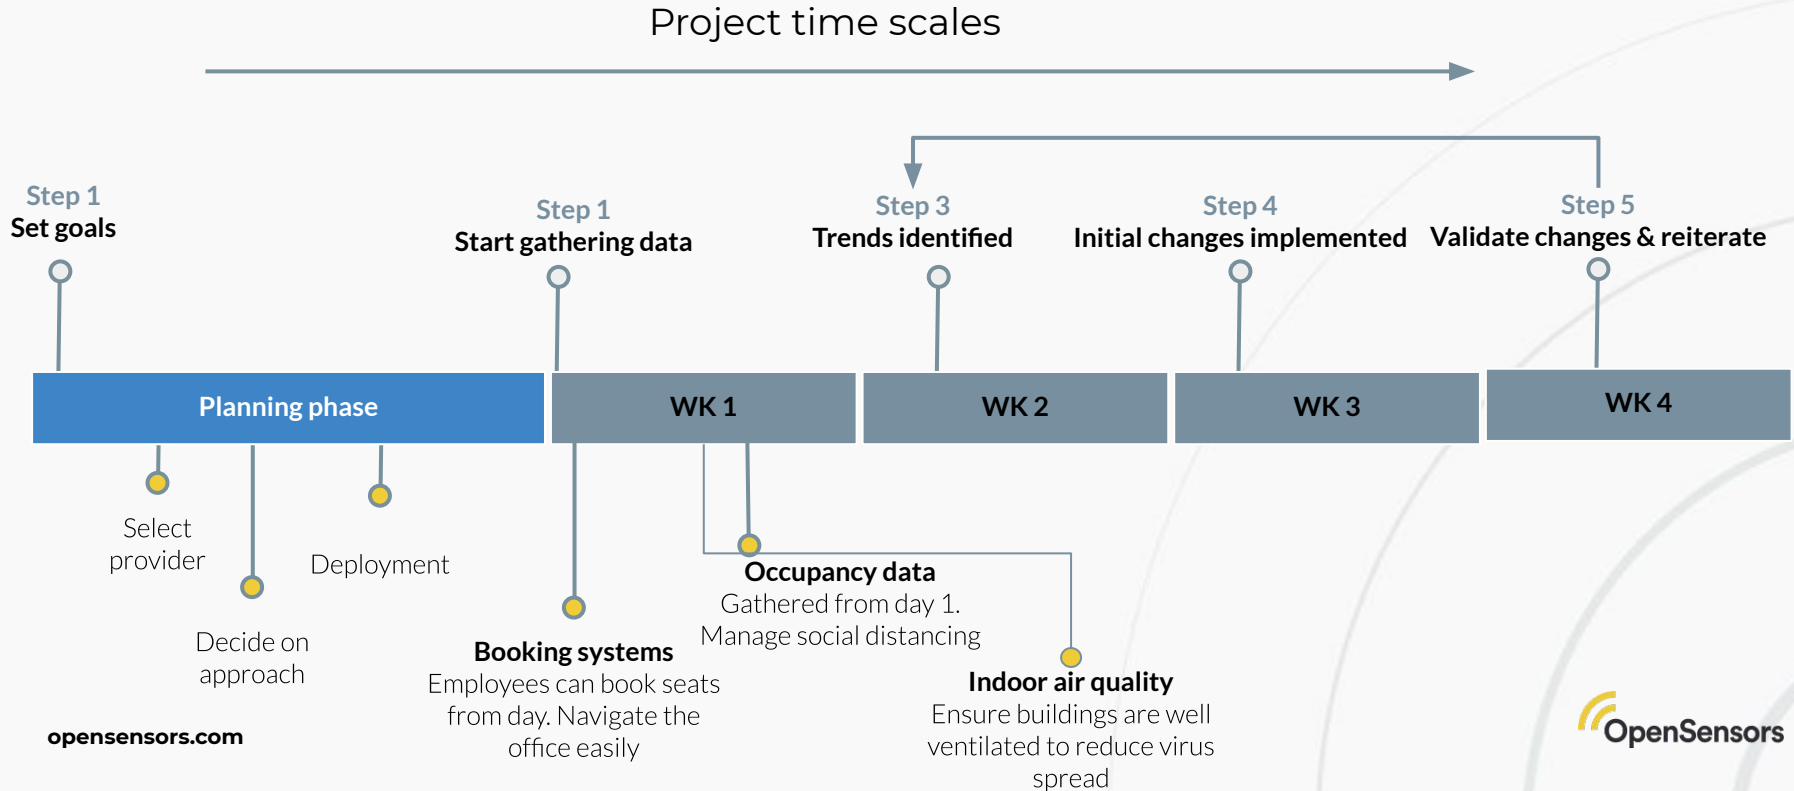 Project time scales
Step 1
Set goals
Step 1
Start gathering data
Step 3
Trends identified
Step 4
Initial changes implemented
Step 5
Validate changes & reiterate
Planning phase
WK 1
WK 2
WK 3
WK 4
Select
provider
Decide on
approach
Deployment
Booking systems
Employees can book seats
from day. Navigate the
office easily
Occupancy data
Gathered from day 1.
Manage social distancing
Indoor air quality
Ensure buildings are well
ventilated to reduce virus
spread
opensensors.com
OpenSensors